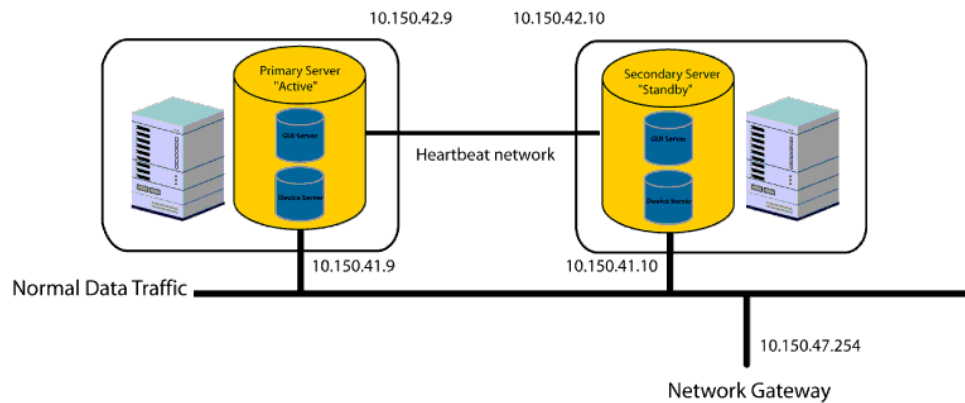 10.150.42.9
10.150.42.10
Primary Server
"Active"
GUI Server
Device Server
Secondary Server
"Standby"
GUI Server
Device Server
Heartbeat network
10.150.41.9
10.150.41.10
Normal Data Traffic
10.150.47.254
Network Gateway